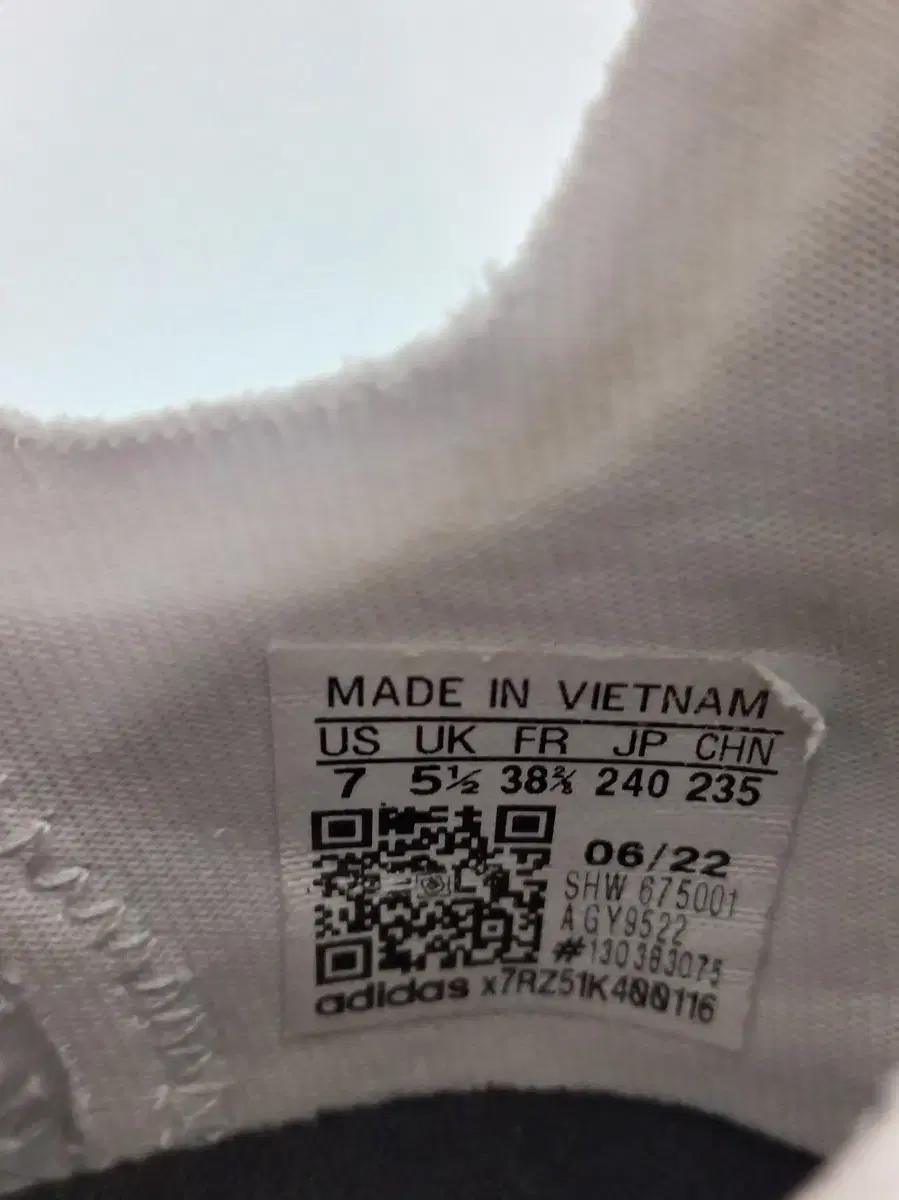 MADE IN VIETNAM
US UK FR JP CHN
7 5½ 38⅔ 240 235
06/22
SHW 675001
AGY9522
#130383075
adidas x7RZ51K400116